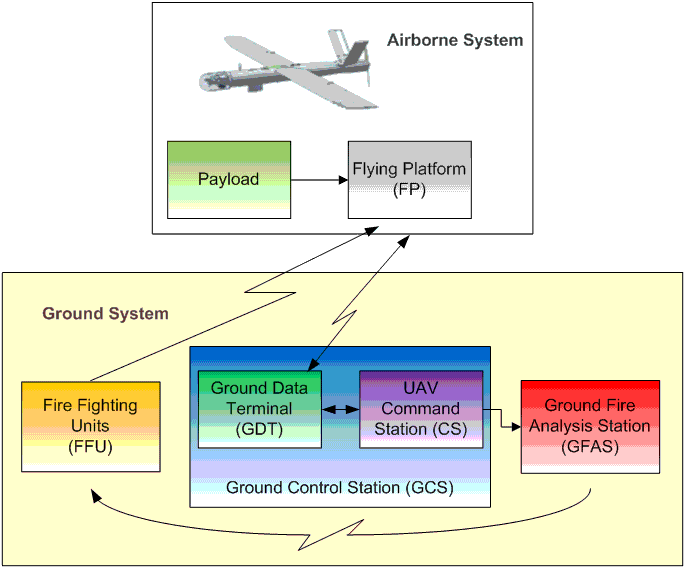 Airborne System
Payload
Flying Platform
(FP)
Ground System
Fire Fighting
Units
(FFU)
Ground Data
Terminal
(GDT)
UAV
Command
Station (CS)
Ground Fire
Analysis Station
(GFAS)
Ground Control Station (GCS)